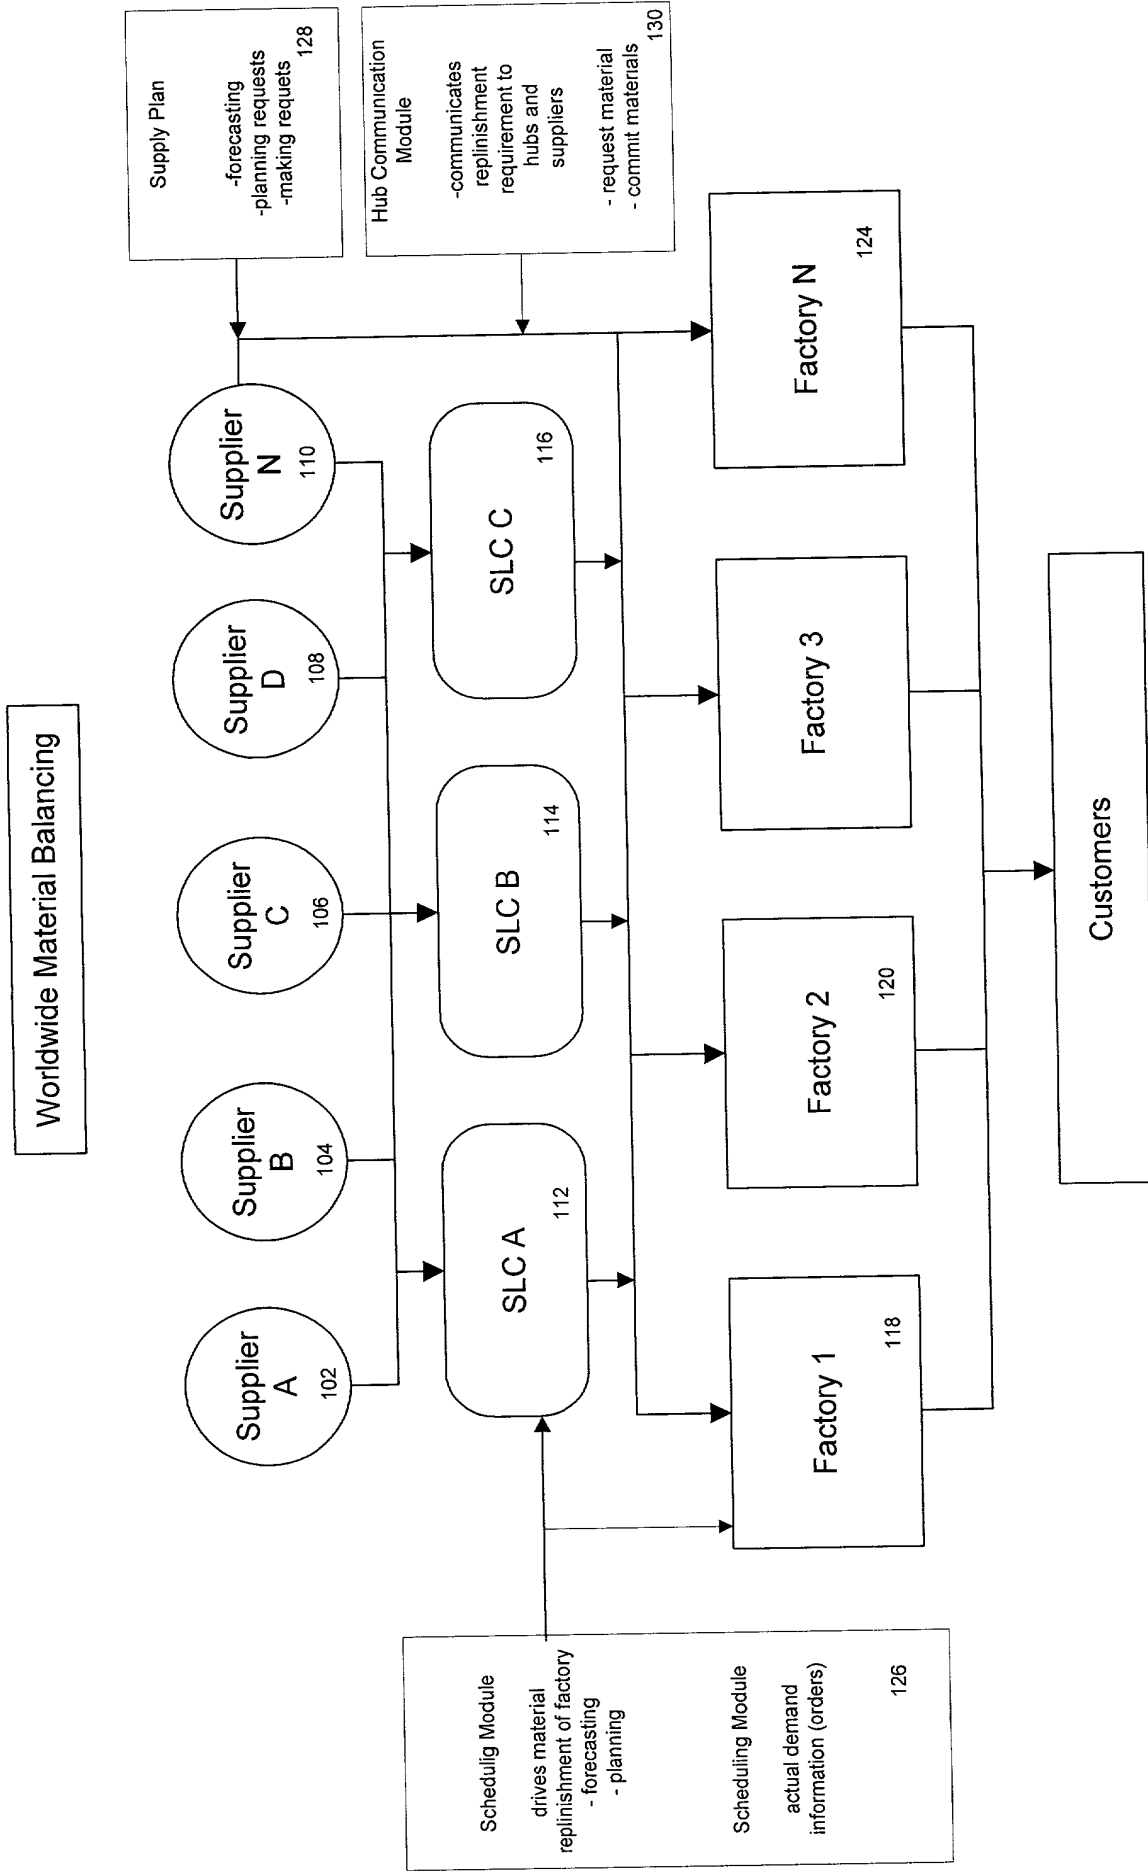 Worldwide Material Balancing
Supplier
A
102
Supplier
B
104
Supplier
C
106
Supplier
D
108
Supplier
N
110
Supply Plan
-forecasting
-planning requests
-making requets
128
Hub Communication
Module
-communicates
replinishment
requirement to
hubs and
suppliers
- request material
- commit materials
130
SLC A
112
SLC B
114
SLC C
116
Schedulig Module
drives material
replinishment of factory
- forecasting
- planning
Scheduling Module
actual demand
information (orders)
126
Factory 1
118
Factory 2
120
Factory 3
Factory N
124
Customers